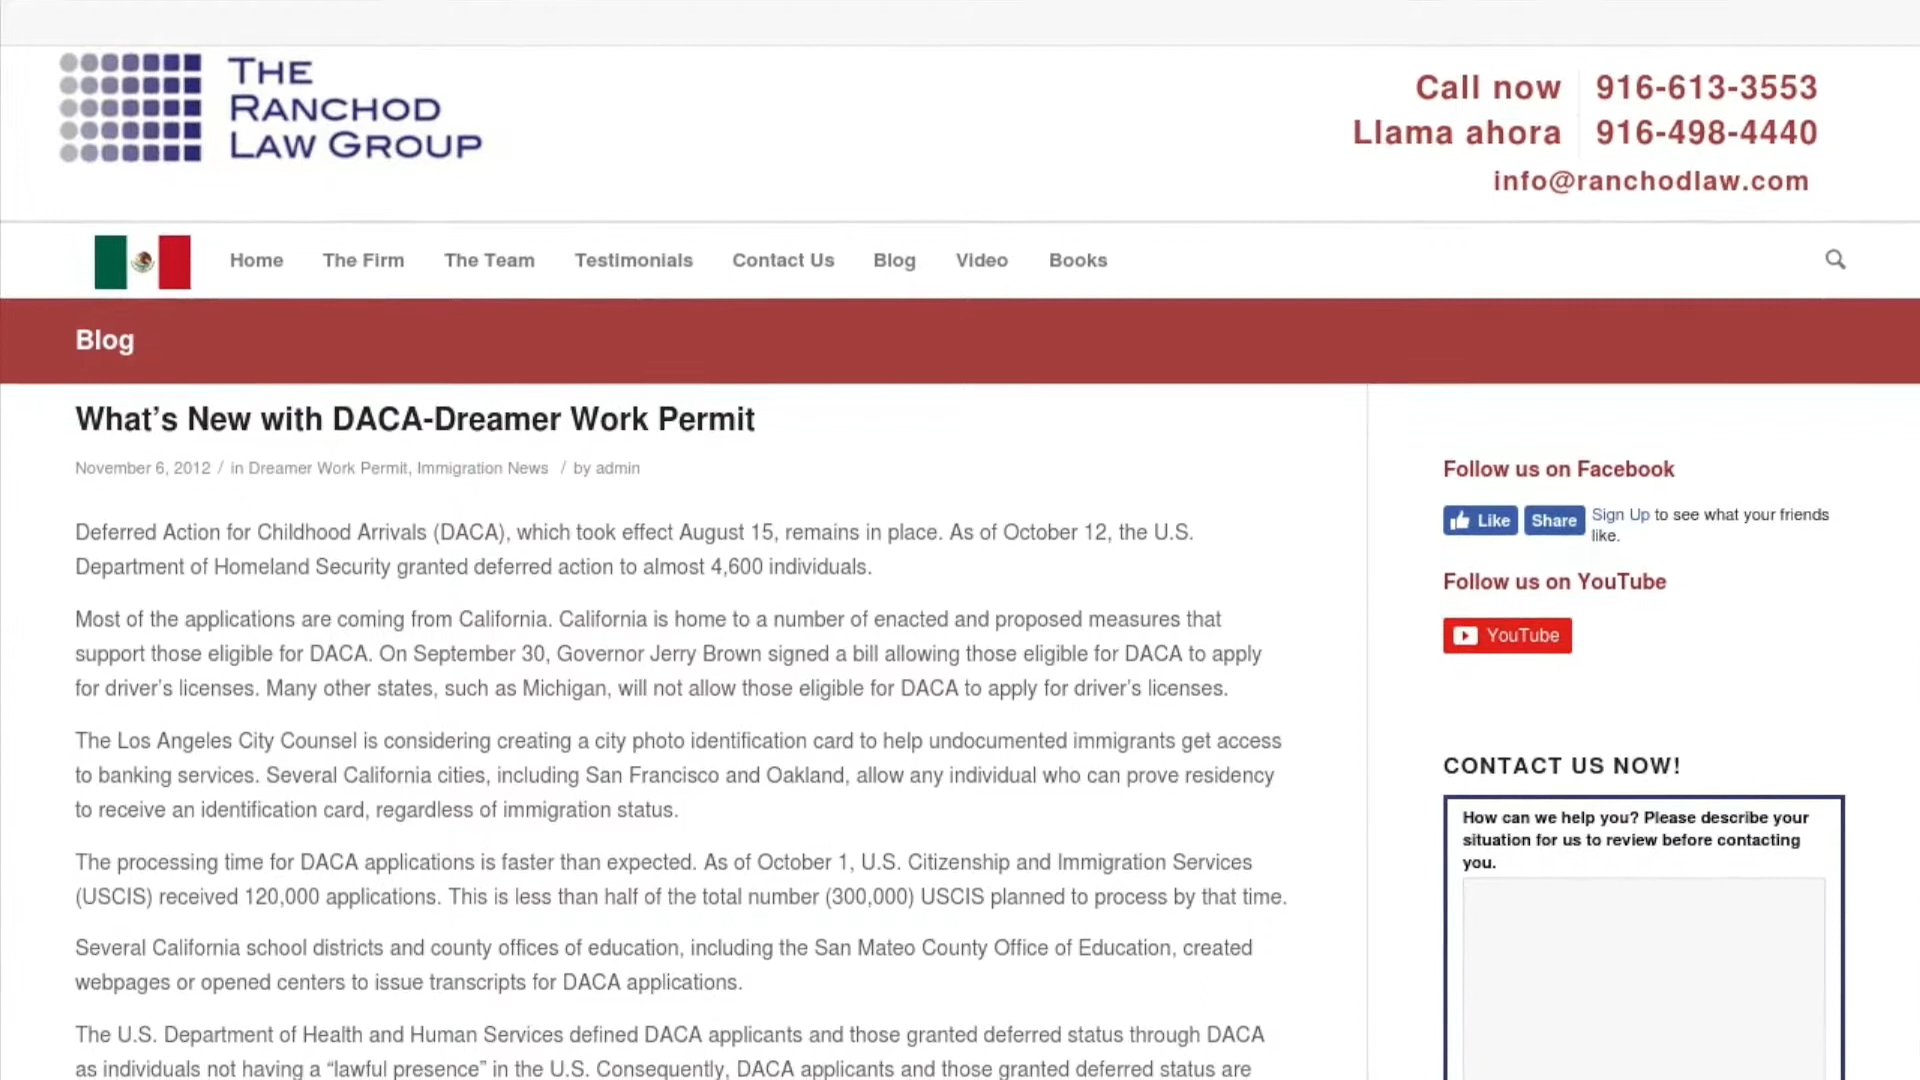 THE
RANCHOD
LAW GROUP
Call now 916-613-3553
Llama ahora 916-498-4440
info@ranchodlaw.com
Home The Firm The Team Testimonials Contact Us Blog Video Books
Blog
What’s New with DACA-Dreamer Work Permit
November 6, 2012 / in Dreamer Work Permit, Immigration News / by admin
Deferred Action for Childhood Arrivals (DACA), which took effect August 15, remains in place. As of October 12, the U.S.
Department of Homeland Security granted deferred action to almost 4,600 individuals.
Most of the applications are coming from California. California is home to a number of enacted and proposed measures that
support those eligible for DACA. On September 30, Governor Jerry Brown signed a bill allowing those eligible for DACA to apply
for driver’s licenses. Many other states, such as Michigan, will not allow those eligible for DACA to apply for driver’s licenses.
The Los Angeles City Counsel is considering creating a city photo identification card to help undocumented immigrants get access
to banking services. Several California cities, including San Francisco and Oakland, allow any individual who can prove residency
to receive an identification card, regardless of immigration status.
The processing time for DACA applications is faster than expected. As of October 1, U.S. Citizenship and Immigration Services
(USCIS) received 120,000 applications. This is less than half of the total number (300,000) USCIS planned to process by that time.
Several California school districts and county offices of education, including the San Mateo County Office of Education, created
webpages or opened centers to issue transcripts for DACA applications.
The U.S. Department of Health and Human Services defined DACA applicants and those granted deferred status through DACA
as individuals not having a “lawful presence” in the U.S. Consequently, DACA applicants and those granted deferred status are
Follow us on Facebook
Like Share Sign Up to see what your friends
like.
Follow us on YouTube
YouTube
CONTACT US NOW!
How can we help you? Please describe your
situation for us to review before contacting
you.